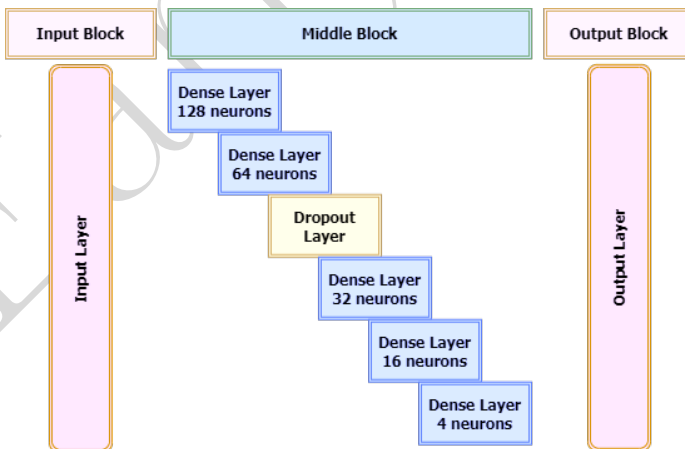 Input Block
Middle Block
Output Block
Input Layer
Dense Layer
128 neurons
Dense Layer
64 neurons
Dropout
Layer
Dense Layer
32 neurons
Dense Layer
16 neurons
Dense Layer
4 neurons
Output Layer